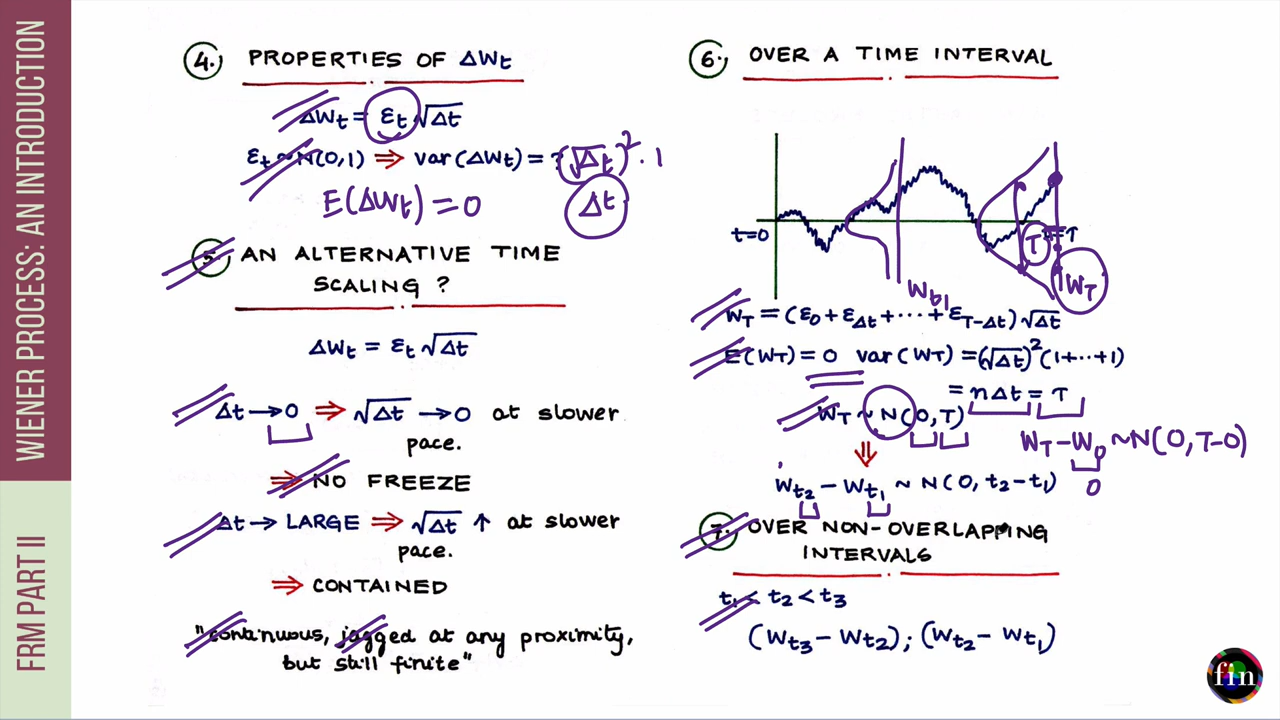 WIENER PROCESS: AN INTRODUCTION
FRM PART II
4. PROPERTIES OF ΔWt
ΔWt = εt √Δt
εt ~ N(0,1) ⇒ var(ΔWt) = ? (√Δt)² · 1
E(ΔWt) = 0 Δt
5. AN ALTERNATIVE TIME
SCALING ?
ΔWt = εt √Δt
Δt → 0 ⇒ √Δt → 0 at slower
pace.
⇒ NO FREEZE
Δt → LARGE ⇒ √Δt ↑ at slower
pace.
⇒ CONTAINED
"continuous, jagged at any proximity,
but still finite"
6. OVER A TIME INTERVAL
t=0 T t=T
Wt1 WT
WT = (ε0 + εΔt + ··· + εT-Δt) √Δt
E(WT) = 0 var(WT) = (√Δt)² (1+··+1)
= nΔt = T
WT ~ N(0,T)
WT - W0 ~ N(0, T-0)
0
⇓
Wt2 - Wt1 ~ N(0, t2-t1)
7. OVER NON-OVERLAPPING
INTERVALS
t1 < t2 < t3
(Wt3 - Wt2); (Wt2 - Wt1)
fin